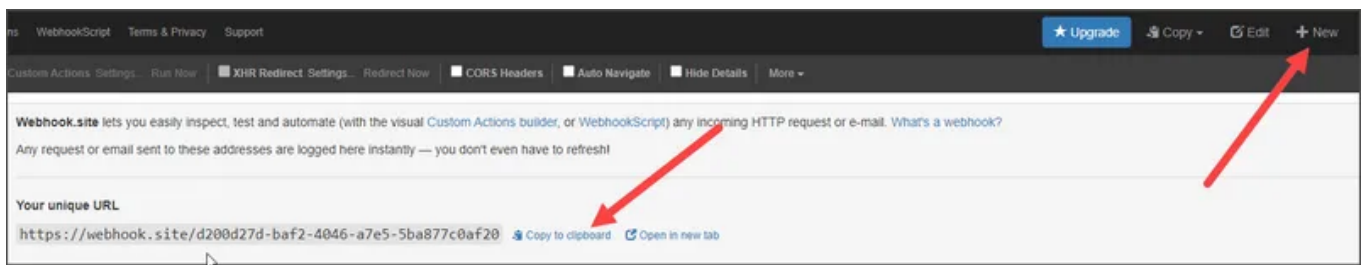 ns WebhookScript Terms & Privacy Support Upgrade Copy Edit New
Custom Actions Settings... Run Now XHR Redirect Settings... Redirect Now CORS Headers Auto Navigate Hide Details More
Webhook.site lets you easily inspect, test and automate (with the visual Custom Actions builder, or WebhookScript) any incoming HTTP request or e-mail. What's a webhook?
Any request or email sent to these addresses are logged here instantly — you don't even have to refresh!
Your unique URL
https://webhook.site/d200d27d-baf2-4046-a7e5-5ba877c0af20 Copy to clipboard Open in new tab